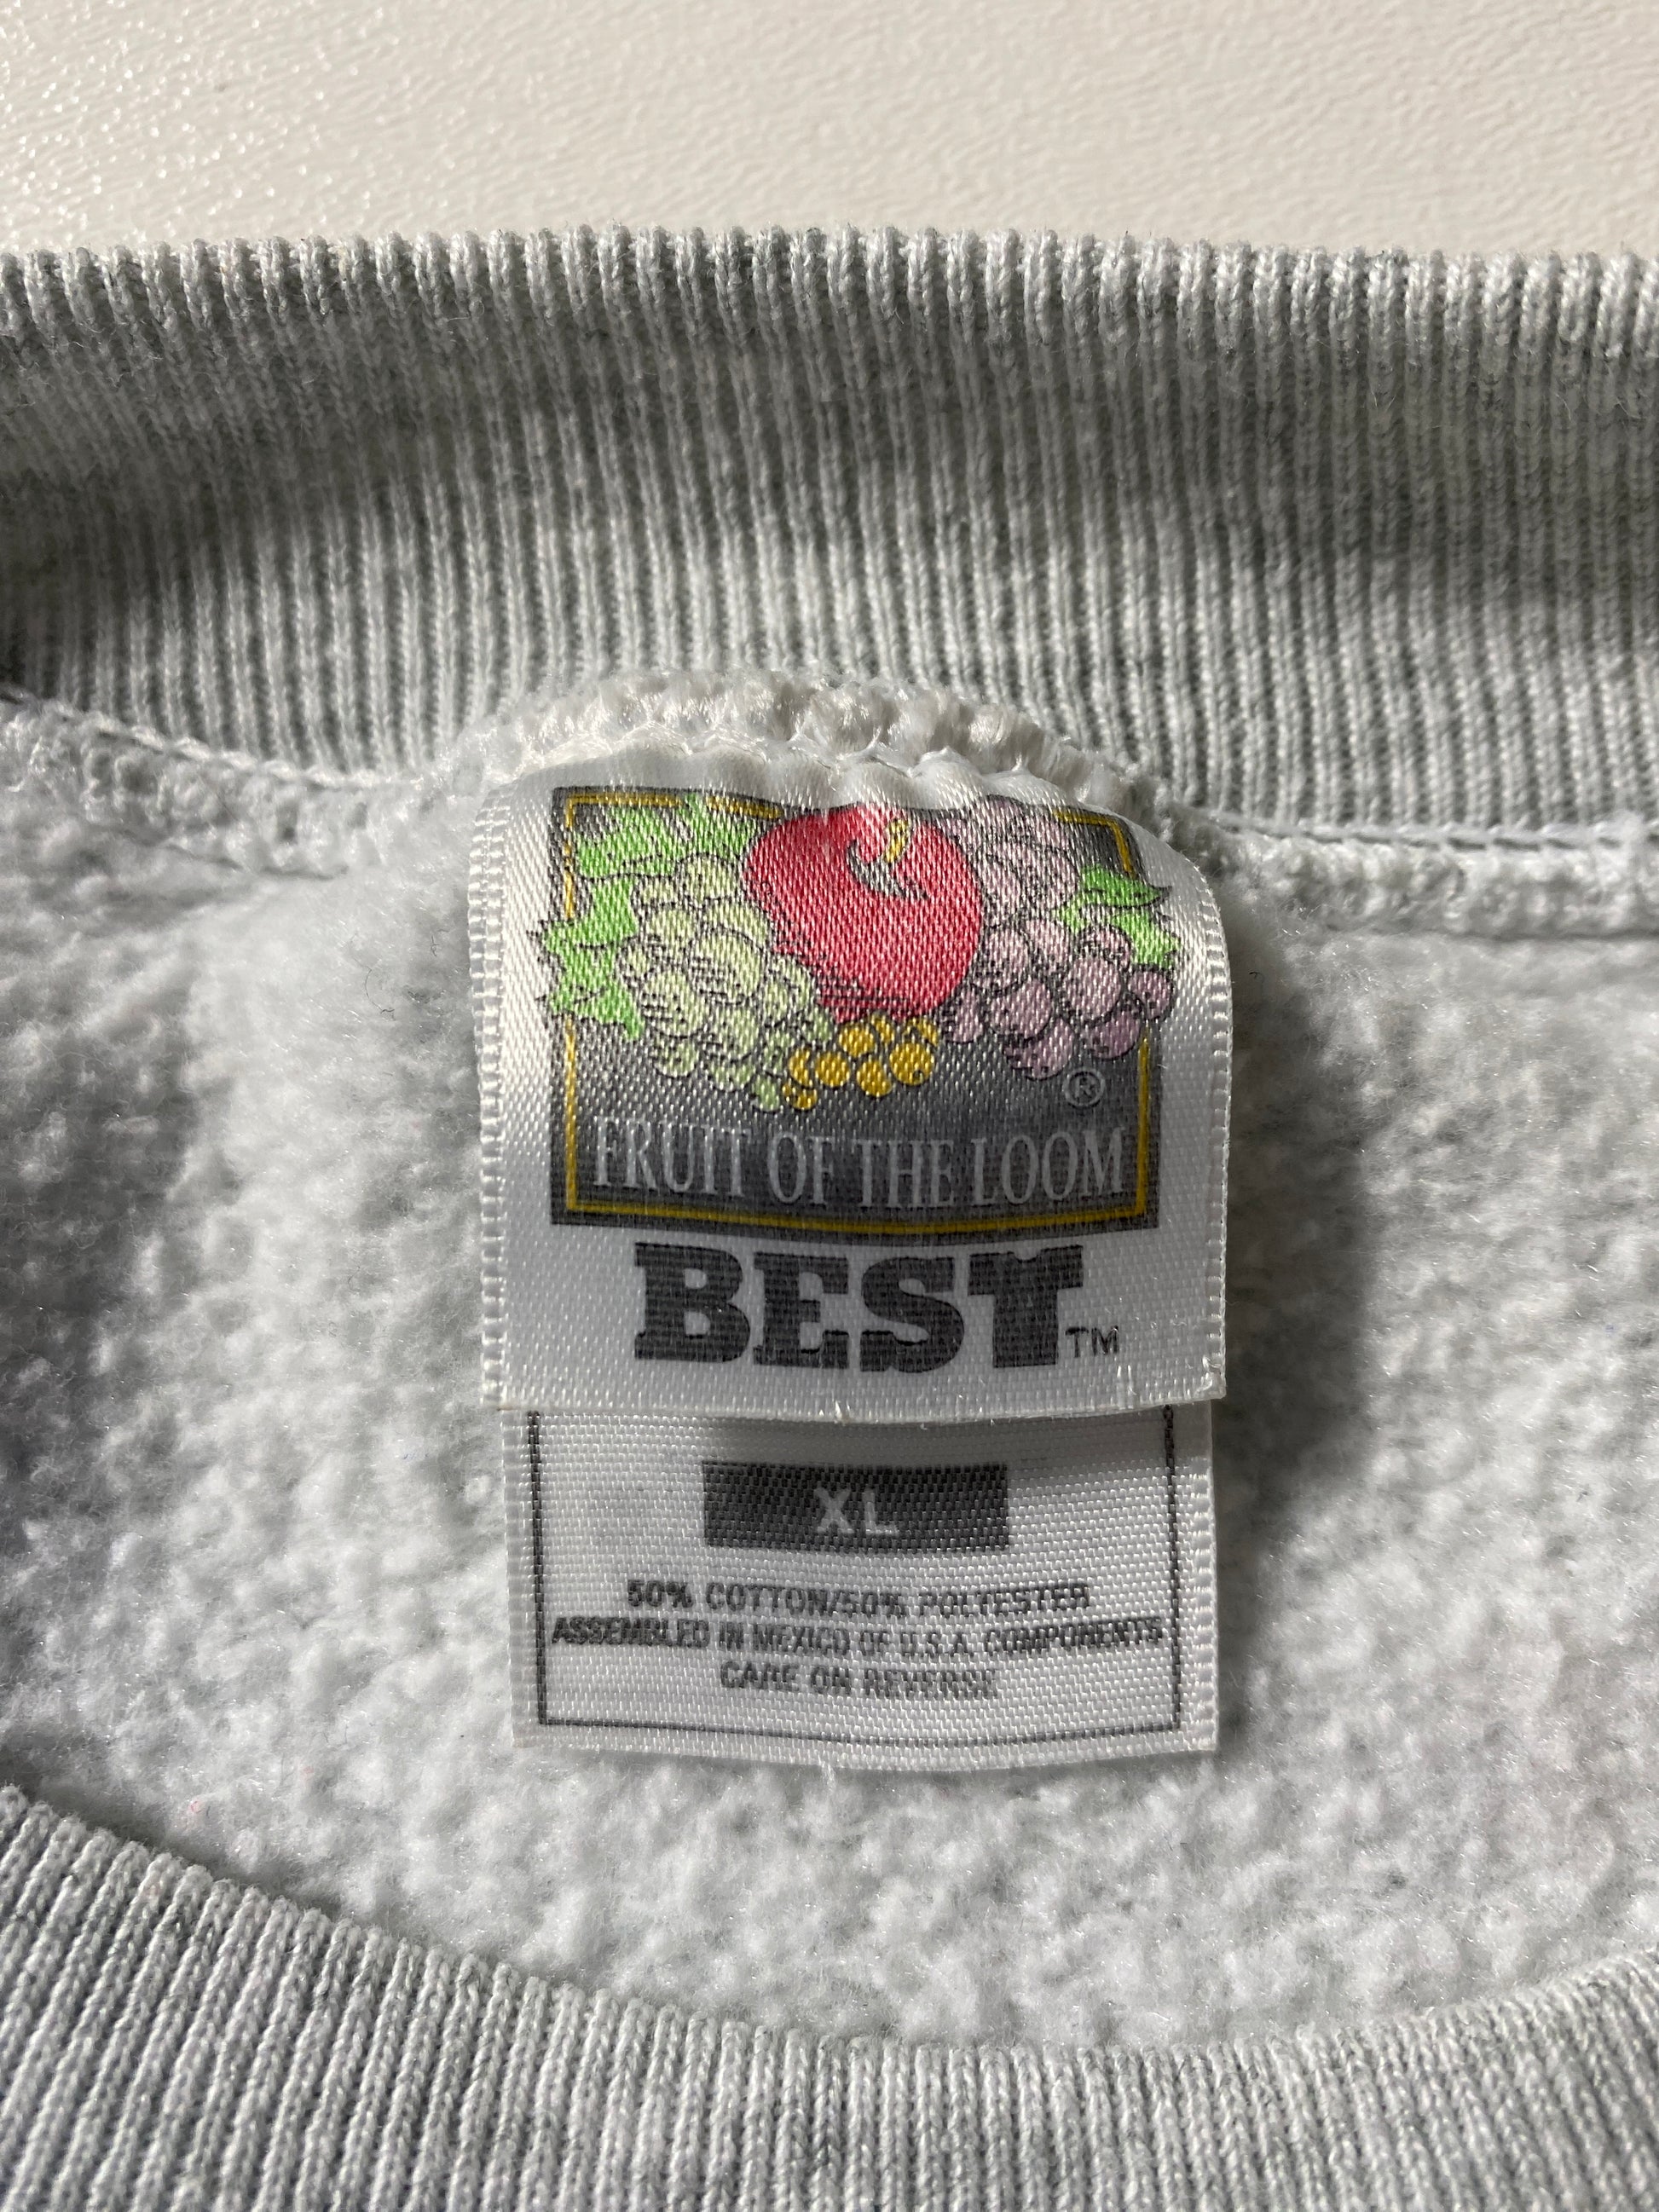 ®
FRUIT OF THE LOOM
BEST™
XL
50% COTTON/50% POLYESTER
ASSEMBLED IN MEXICO OF U.S.A. COMPONENTS
CARE ON REVERSE